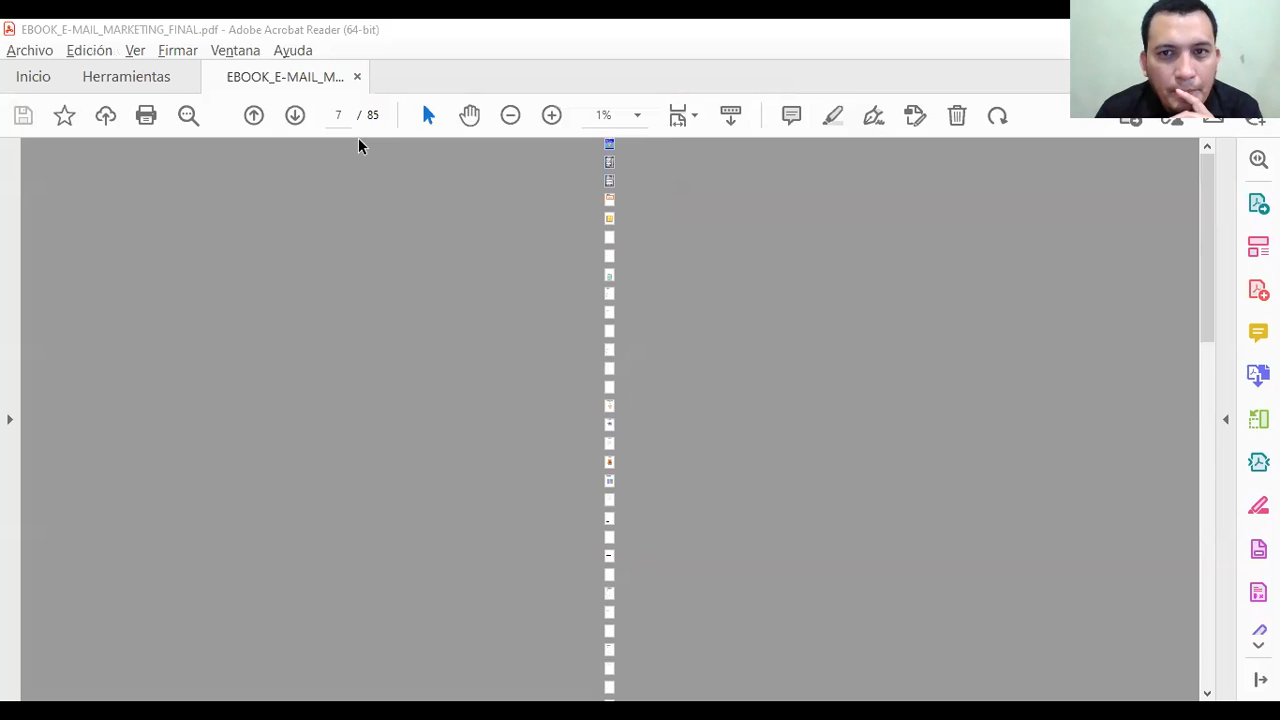 EBOOK_E-MAIL_MARKETING_FINAL.pdf - Adobe Acrobat Reader (64-bit)
Archivo Edición Ver Firmar Ventana Ayuda
Inicio Herramientas EBOOK_E-MAIL_M... ×
7 / 85 1%